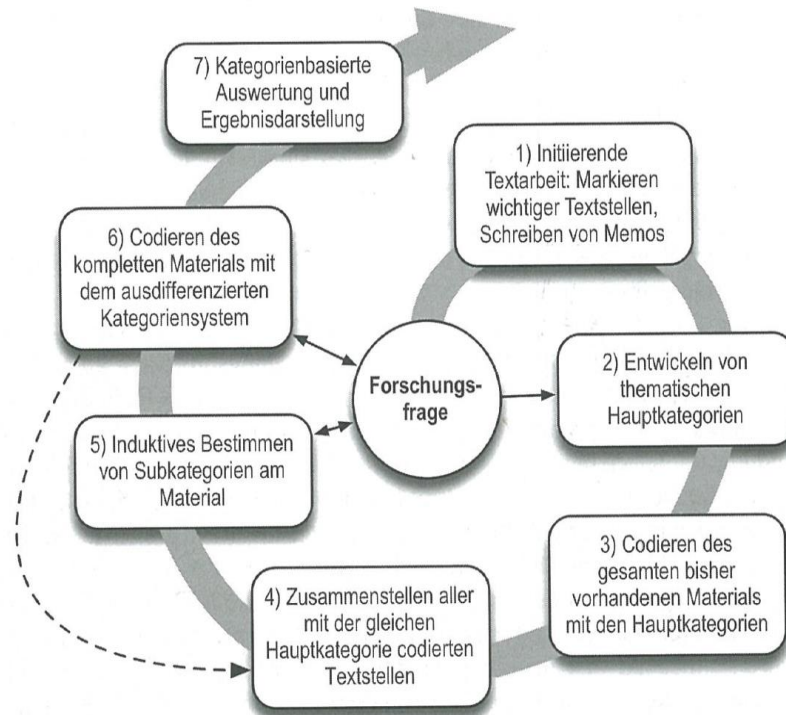 7) Kategorienbasierte
Auswertung und
Ergebnisdarstellung
1) Initiierende
Textarbeit: Markieren
wichtiger Textstellen,
Schreiben von Memos
6) Codieren des
kompletten Materials mit
dem ausdifferenzierten
Kategoriensystem
Forschungs-
frage
2) Entwickeln von
thematischen
Hauptkategorien
5) Induktives Bestimmen
von Subkategorien am
Material
3) Codieren des
gesamten bisher
vorhandenen Materials
mit den Hauptkategorien
4) Zusammenstellen aller
mit der gleichen
Hauptkategorie codierten
Textstellen